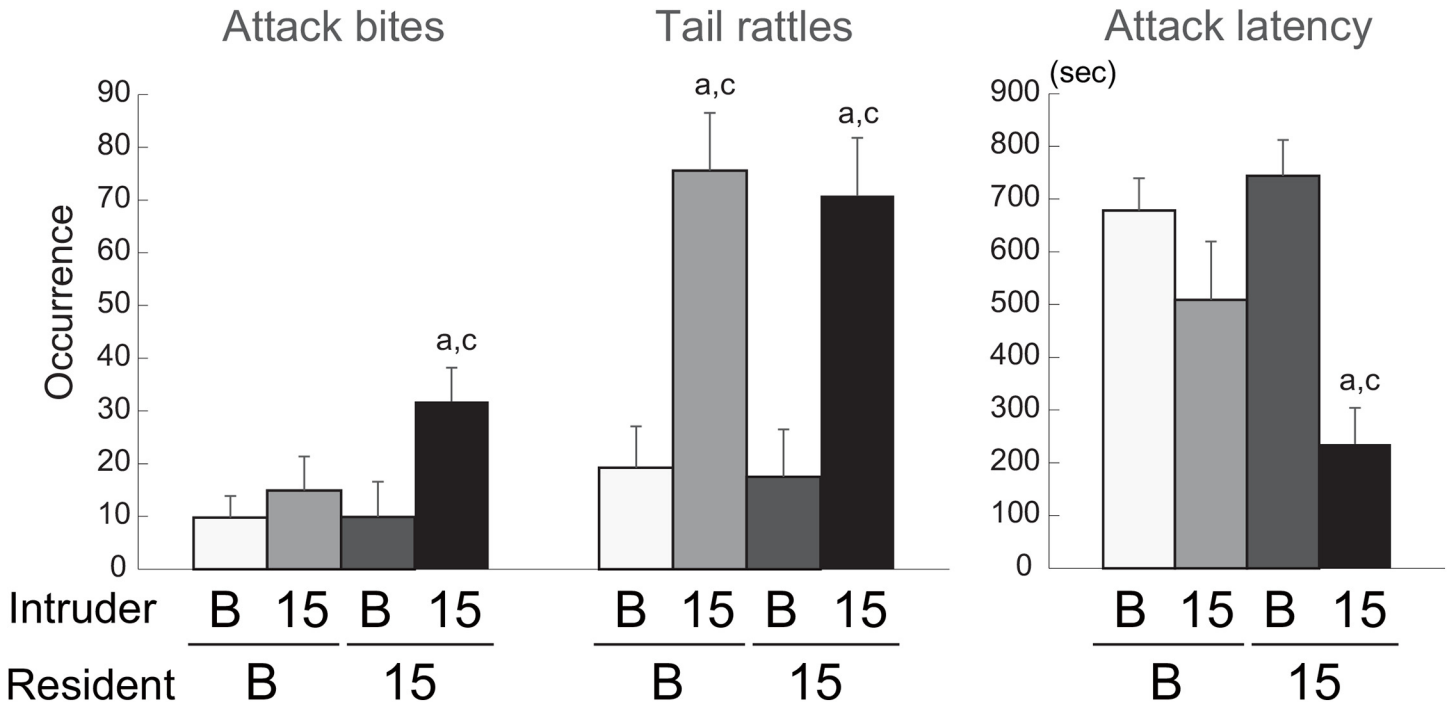 Attack bites Tail rattles Attack latency
(sec)
90 900
80 800
70 700
60 600
50 500
40 400
30 300
20 200
10 100
0 0
Occurrence
a,c
a,c
a,c
a,c
Intruder B 15 B 15 B 15 B 15 B 15 B 15
Resident B 15 B 15 B 15